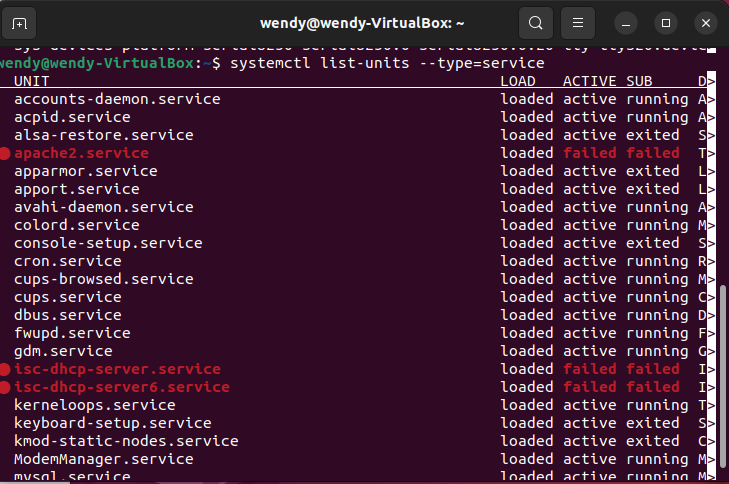 wendy@wendy-VirtualBox: ~
wendy@wendy-VirtualBox:~$ systemctl list-units --type=service
UNIT LOAD ACTIVE SUB D>
accounts-daemon.service loaded active running A>
acpid.service loaded active running A>
alsa-restore.service loaded active exited S>
apache2.service loaded failed failed T>
apparmor.service loaded active exited L>
apport.service loaded active exited L>
avahi-daemon.service loaded active running A>
colord.service loaded active running M>
console-setup.service loaded active exited S>
cron.service loaded active running R>
cups-browsed.service loaded active running M>
cups.service loaded active running C>
dbus.service loaded active running D>
fwupd.service loaded active running F>
gdm.service loaded active running G>
isc-dhcp-server.service loaded failed failed I>
isc-dhcp-server6.service loaded failed failed I>
kerneloops.service loaded active running T>
keyboard-setup.service loaded active exited S>
kmod-static-nodes.service loaded active exited C>
ModemManager.service loaded active running M>
mysql.service loaded active running M>